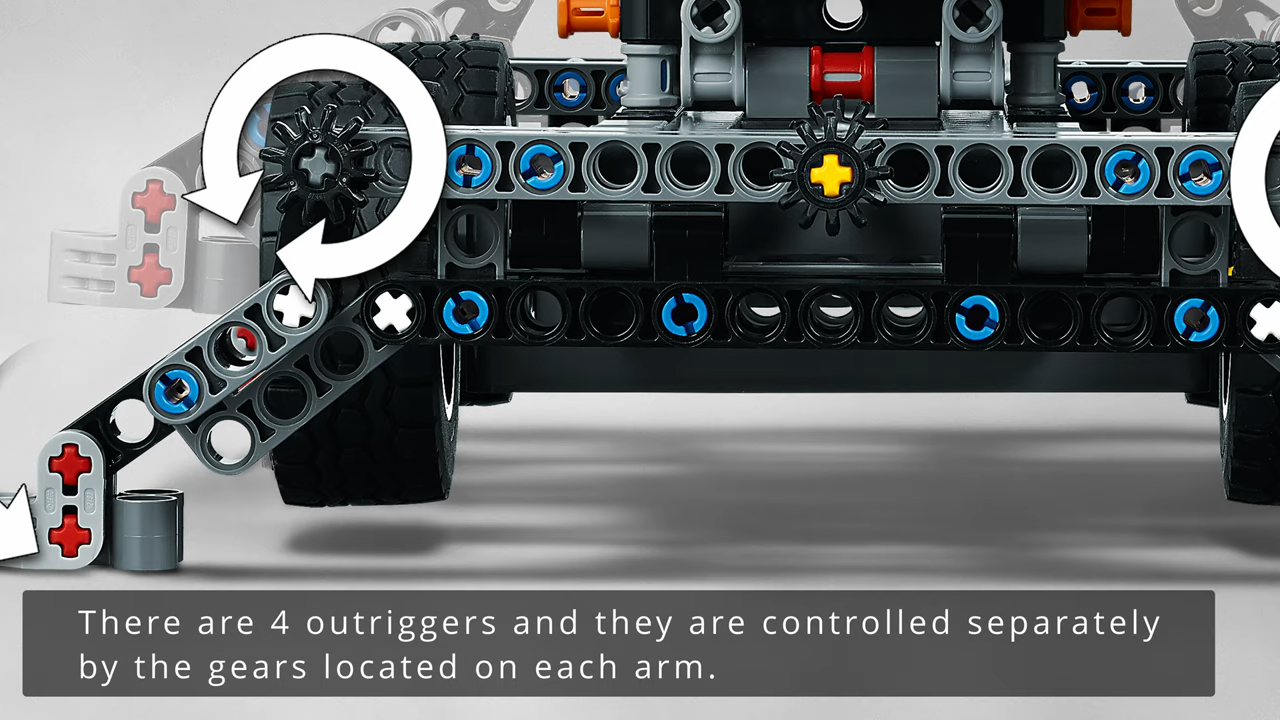 There are 4 outriggers and they are controlled separately
by the gears located on each arm.